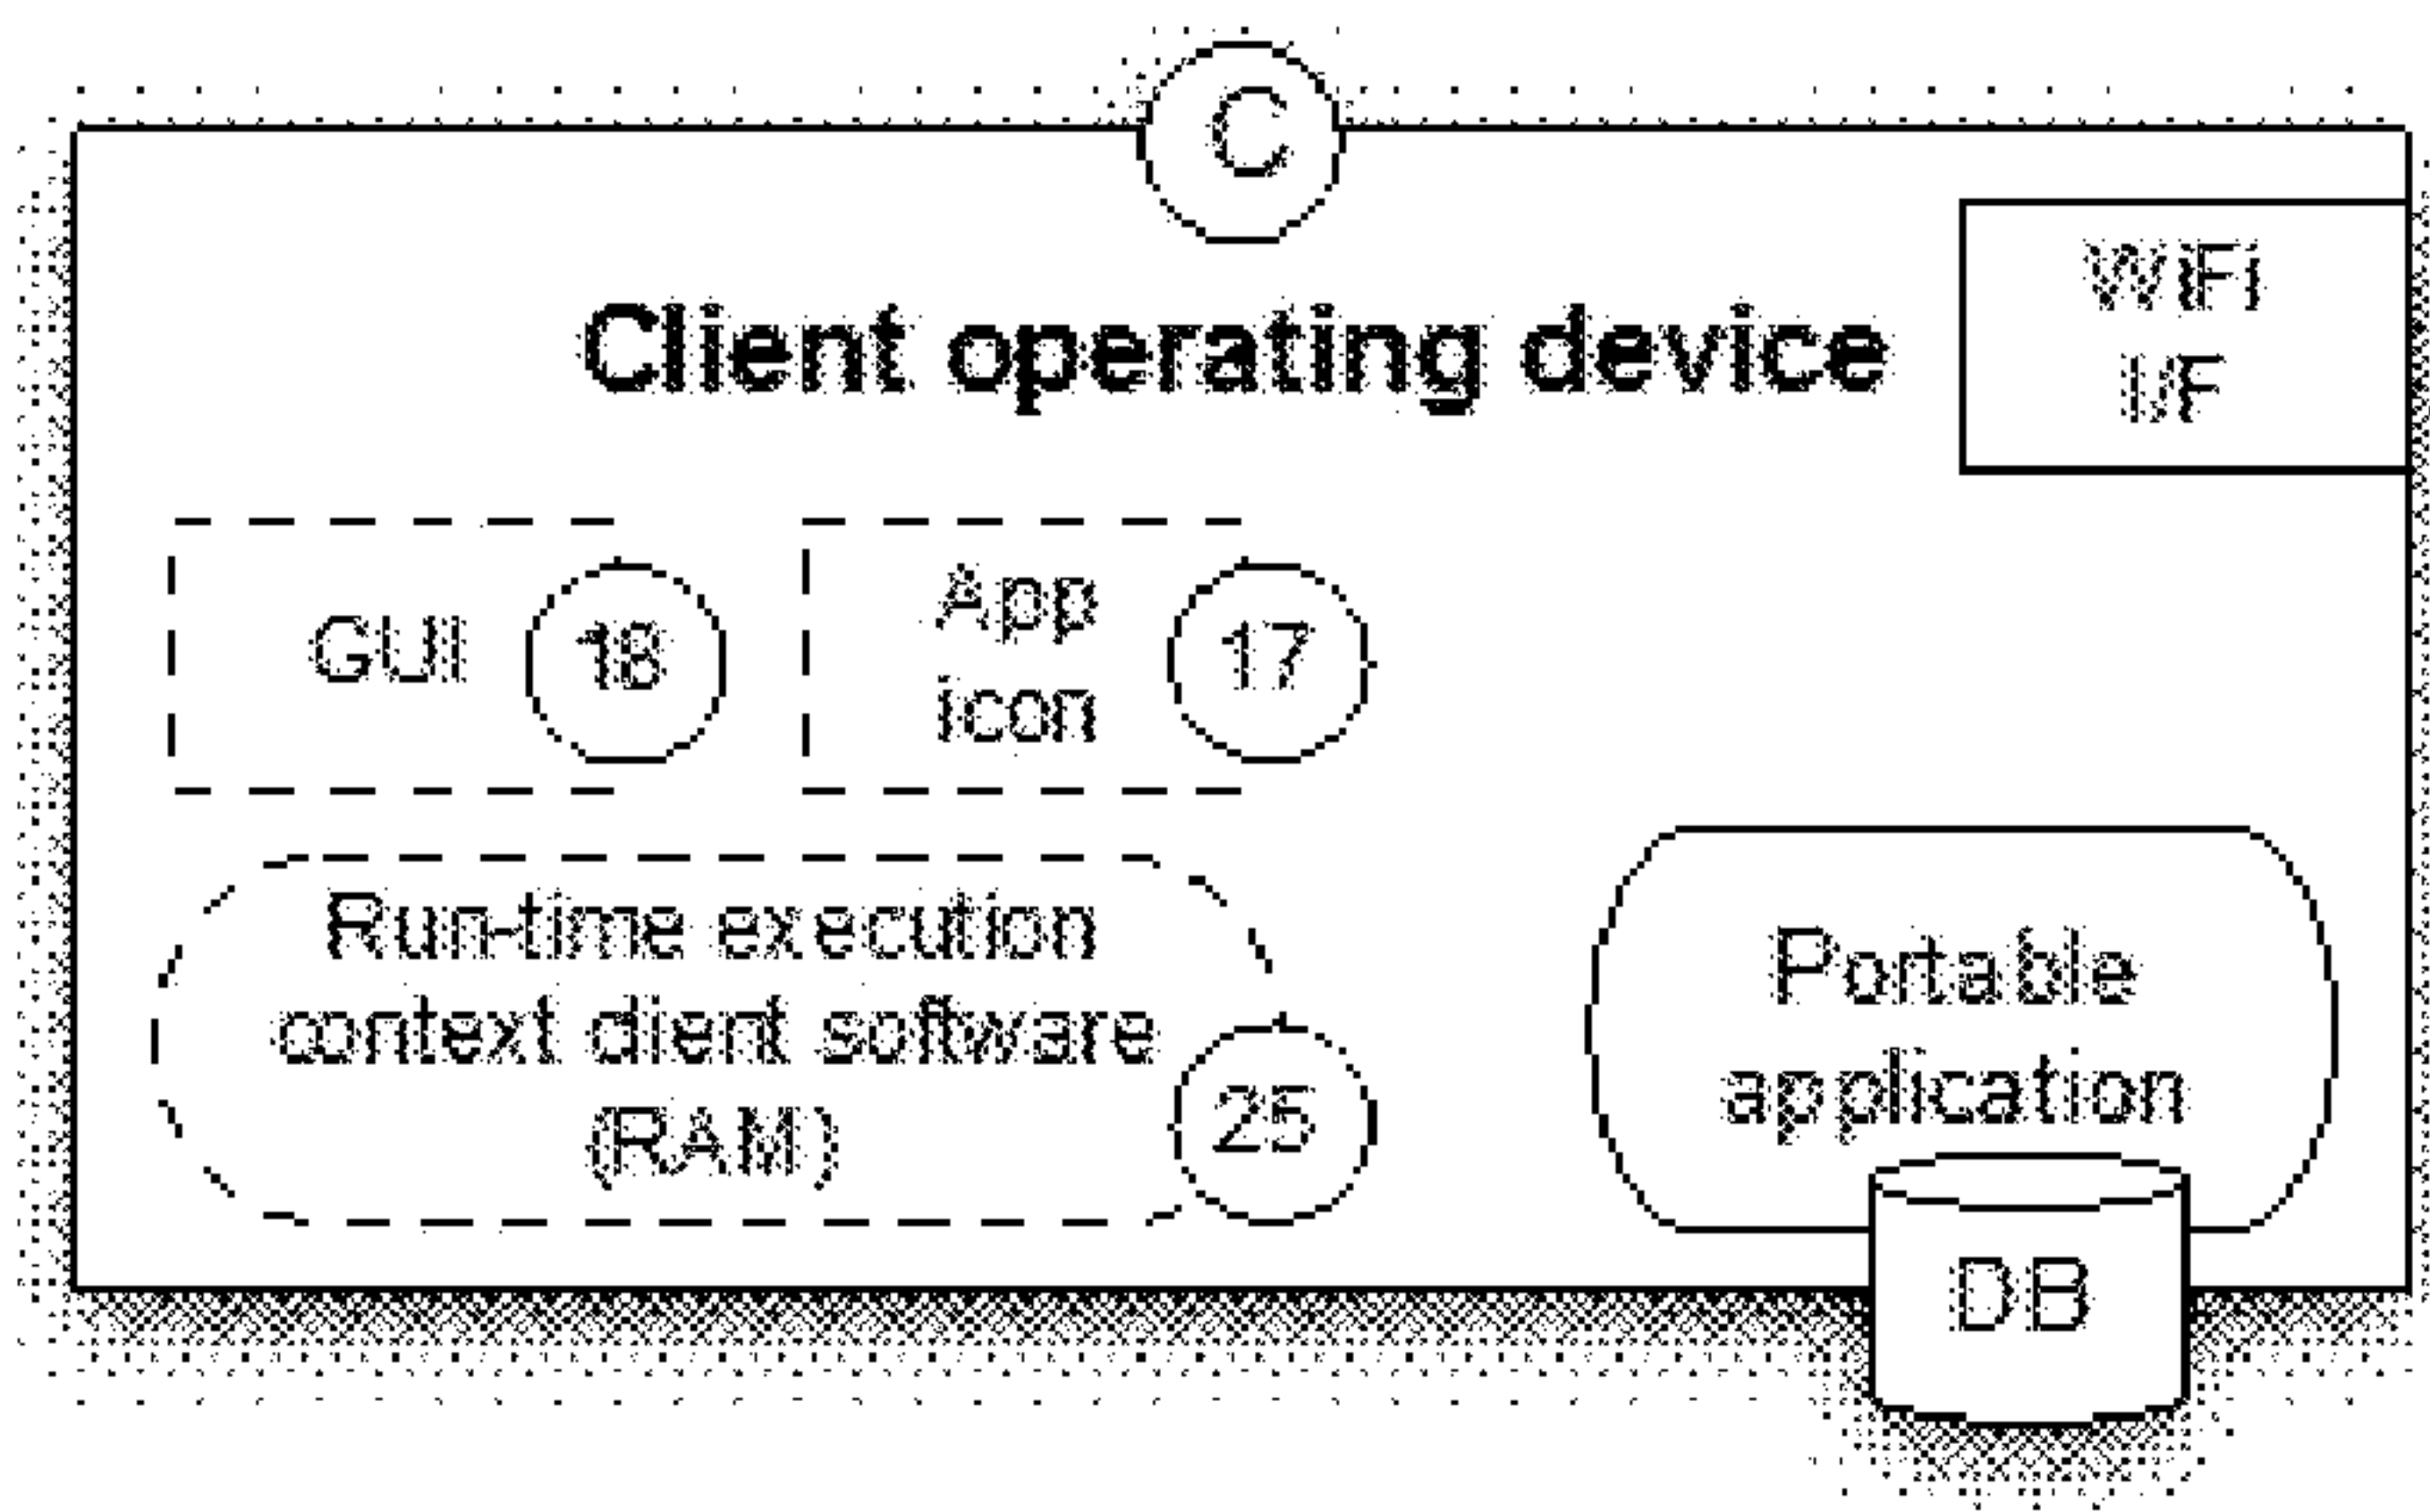 C
Client operating device
WiFi
I/F
GUI
18
App
icon
17
Run-time execution
context client software
(RAM)
25
Portable
application
DB